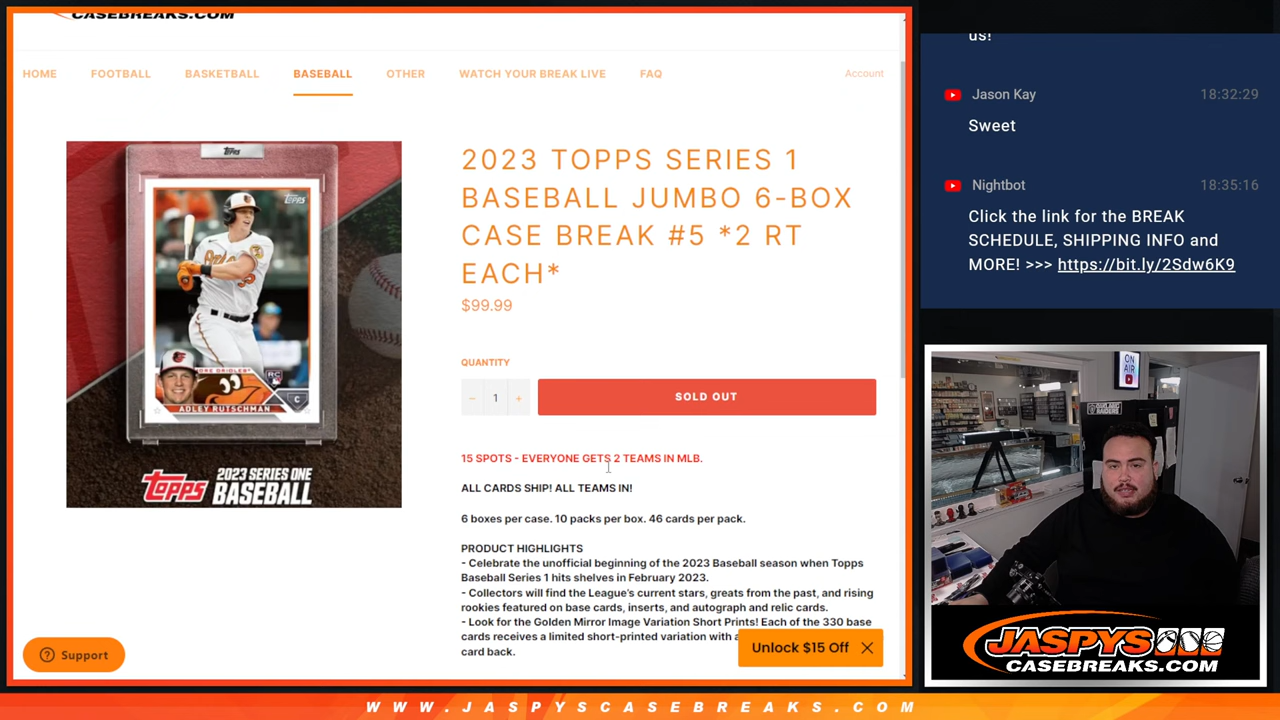 CASEBREAKS.COM
HOME
FOOTBALL
BASKETBALL
BASEBALL
OTHER
WATCH YOUR BREAK LIVE
FAQ
Account
Topps
Topps
ORE ORIOLES
RC
C
ADLEY RUTSCHMAN
Topps
2023 SERIES ONE
BASEBALL
2023 TOPPS SERIES 1
BASEBALL JUMBO 6-BOX
CASE BREAK #5 *2 RT
EACH*
$99.99
QUANTITY
− 1 +
SOLD OUT
15 SPOTS - EVERYONE GETS 2 TEAMS IN MLB.
ALL CARDS SHIP! ALL TEAMS IN!
6 boxes per case. 10 packs per box. 46 cards per pack.
PRODUCT HIGHLIGHTS
- Celebrate the unofficial beginning of the 2023 Baseball season when Topps
Baseball Series 1 hits shelves in February 2023.
- Collectors will find the League's current stars, greats from the past, and rising
rookies featured on base cards, inserts, and autograph and relic cards.
- Look for the Golden Mirror Image Variation Short Prints! Each of the 330 base
cards receives a limited short-printed variation with a
card back.
Support
Unlock $15 Off
us!
Jason Kay
18:32:29
Sweet
Nightbot
18:35:16
Click the link for the BREAK
SCHEDULE, SHIPPING INFO and
MORE! >>> https://bit.ly/2Sdw6K9
ON
AIR
JASPYS
CASEBREAKS.COM
WWW.JASPYSCASEBREAKS.COM